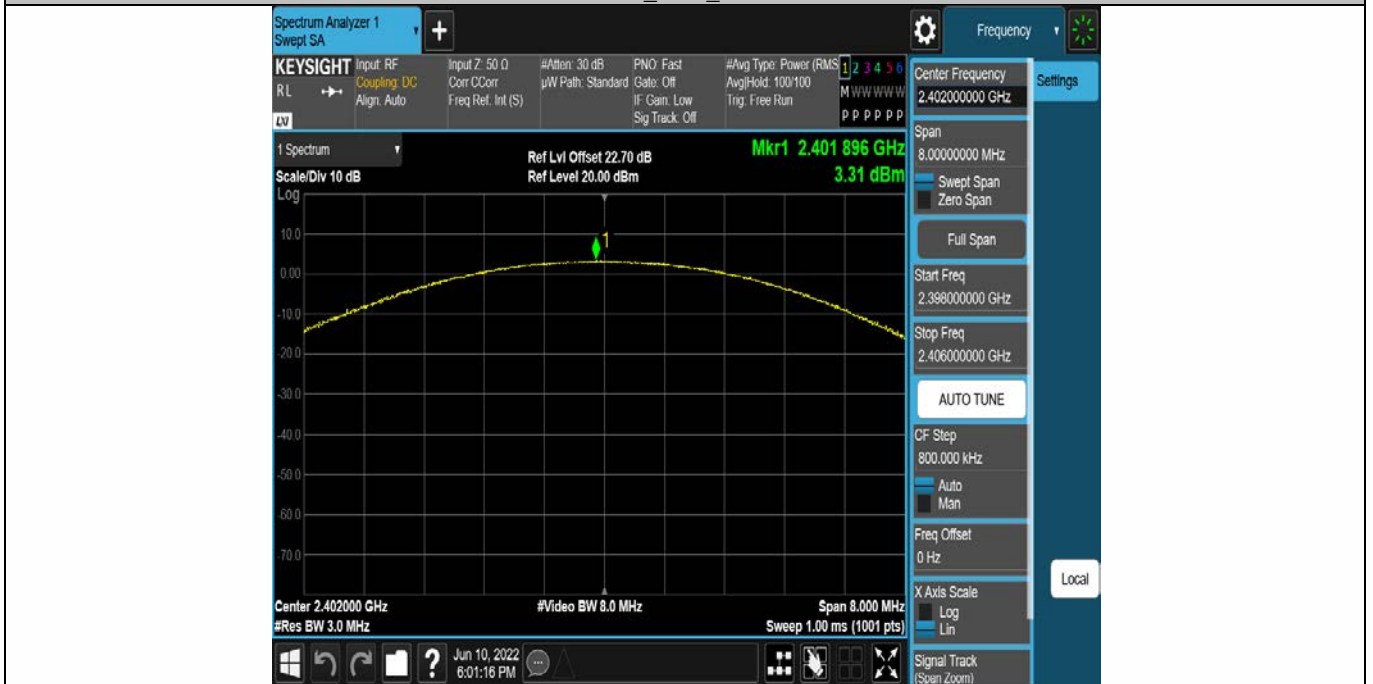 Spectrum Analyzer 1
Swept SA
+
Frequency
KEYSIGHT
RL
LXI
Input: RF
Coupling: DC
Align: Auto
Input Z: 50 Ω
Corr CCorr
Freq Ref: Int (S)
#Atten: 30 dB
µW Path: Standard
PNO: Fast
Gate: Off
IF Gain: Low
Sig Track: Off
#Avg Type: Power (RMS
Avg|Hold: 100/100
Trig: Free Run
1 2 3 4 5 6
M W W W W W
P P P P P P
Center Frequency
2.402000000 GHz
Settings
1 Spectrum
Scale/Div 10 dB
Ref Lvl Offset 22.70 dB
Ref Level 20.00 dBm
Mkr1 2.401 896 GHz
3.31 dBm
Log
10.0
0.00
-10.0
-20.0
-30.0
-40.0
-50.0
-60.0
-70.0
1
Center 2.402000 GHz
#Res BW 3.0 MHz
#Video BW 8.0 MHz
Span 8.000 MHz
Sweep 1.00 ms (1001 pts)
Span
8.00000000 MHz
Swept Span
Zero Span
Full Span
Start Freq
2.398000000 GHz
Stop Freq
2.406000000 GHz
AUTO TUNE
CF Step
800.000 kHz
Auto
Man
Freq Offset
0 Hz
X Axis Scale
Log
Lin
Signal Track
(Span Zoom)
Local
?
Jun 10, 2022
6:01:16 PM